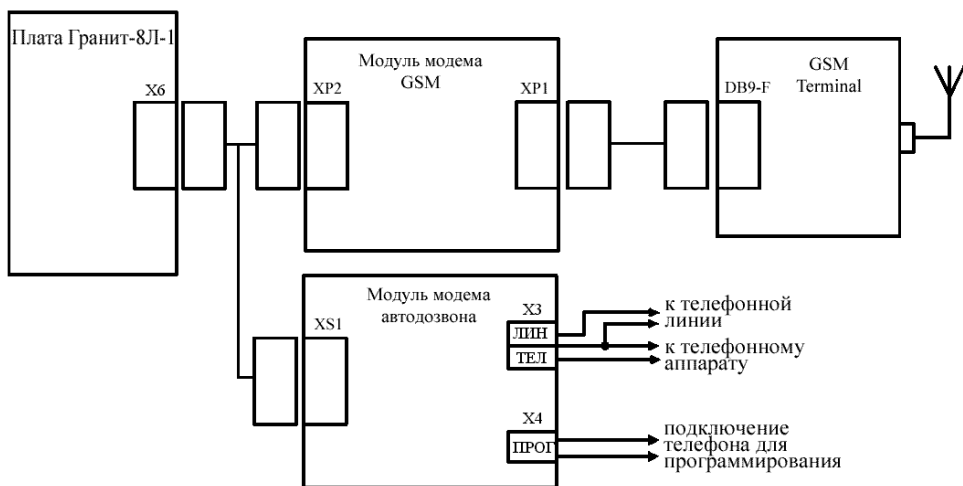 Плата Гранит-8Л-1
X6
Модуль модема
GSM
XP2
XP1
GSM
Terminal
DB9-F
Модуль модема
автодозвона
XS1
X3
ЛИН
ТЕЛ
к телефонной
линии
к телефонному
аппарату
X4
ПРОГ
подключение
телефона для
программирования